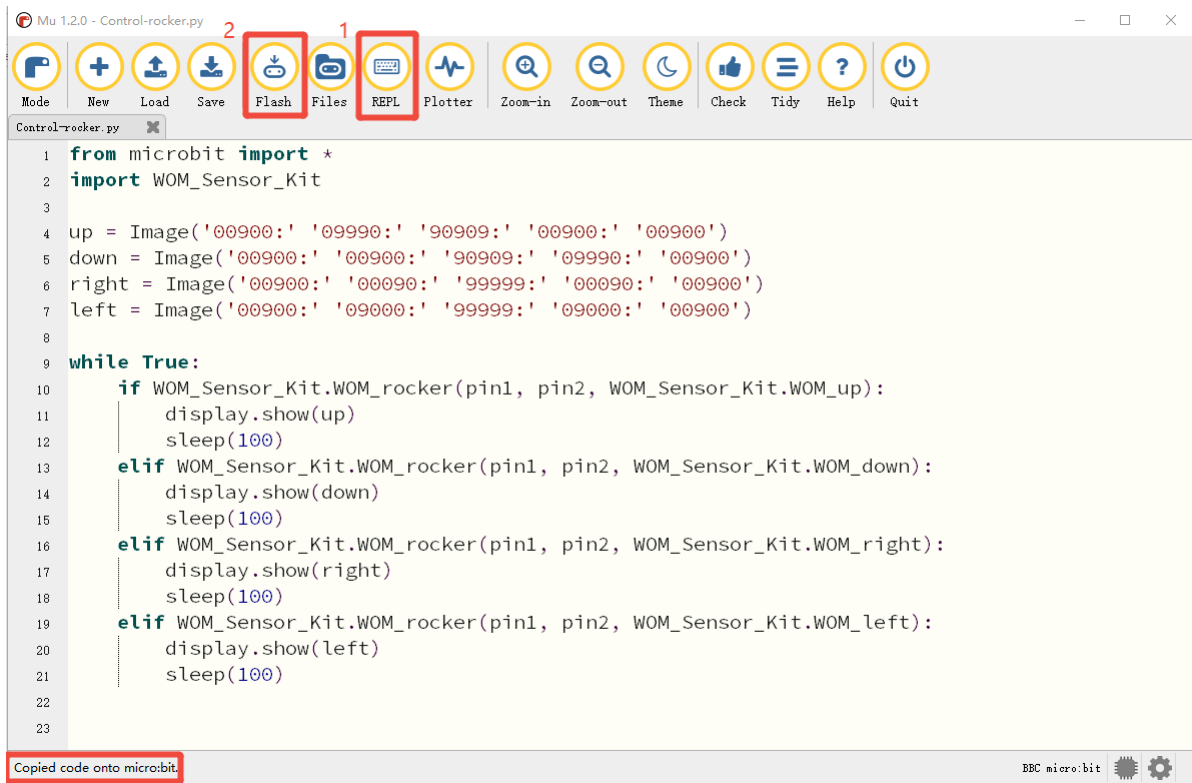 Mu 1.2.0 - Control-rocker.py
2 1
Mode New Load Save Flash Files REPL Plotter Zoom-in Zoom-out Theme Check Tidy Help Quit
Control-rocker.py
1 from microbit import *
2 import WOM_Sensor_Kit
3
4 up = Image('00900:' '09990:' '90909:' '00900:' '00900')
5 down = Image('00900:' '00900:' '90909:' '09990:' '00900')
6 right = Image('00900:' '00090:' '99999:' '00090:' '00900')
7 left = Image('00900:' '09000:' '99999:' '09000:' '00900')
8
9 while True:
10     if WOM_Sensor_Kit.WOM_rocker(pin1, pin2, WOM_Sensor_Kit.WOM_up):
11         display.show(up)
12         sleep(100)
13     elif WOM_Sensor_Kit.WOM_rocker(pin1, pin2, WOM_Sensor_Kit.WOM_down):
14         display.show(down)
15         sleep(100)
16     elif WOM_Sensor_Kit.WOM_rocker(pin1, pin2, WOM_Sensor_Kit.WOM_right):
17         display.show(right)
18         sleep(100)
19     elif WOM_Sensor_Kit.WOM_rocker(pin1, pin2, WOM_Sensor_Kit.WOM_left):
20         display.show(left)
21         sleep(100)
22
23
Copied code onto micro:bit. BBC micro:bit